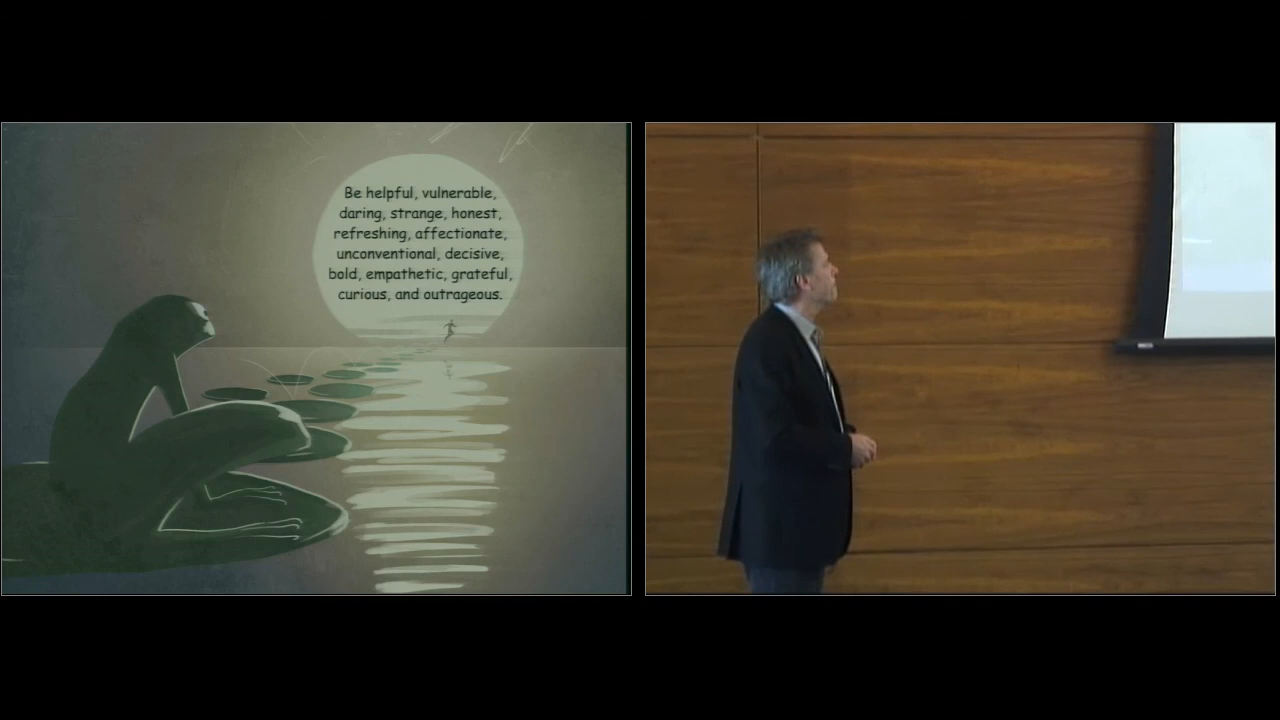 Be helpful, vulnerable,
daring, strange, honest,
refreshing, affectionate,
unconventional, decisive,
bold, empathetic, grateful,
curious, and outrageous.